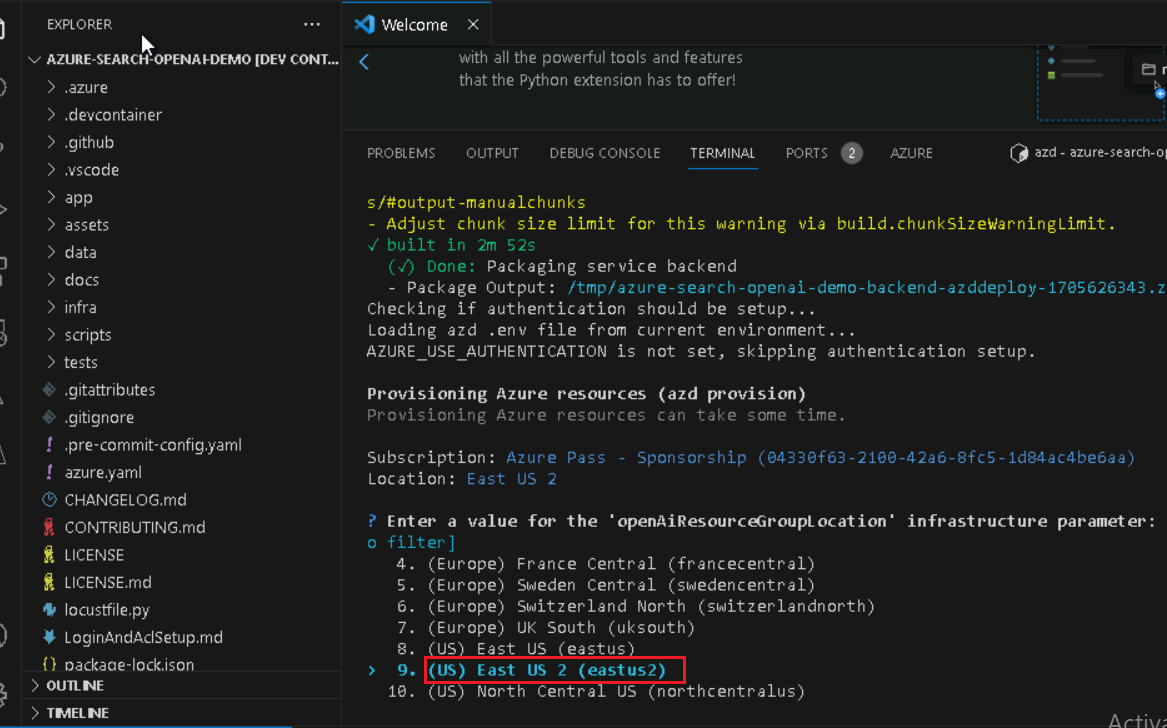 EXPLORER
...
Welcome
AZURE-SEARCH-OPENAI-DEMO [DEV CONT...
.azure
.devcontainer
.github
.vscode
app
assets
data
docs
infra
scripts
tests
.gitattributes
.gitignore
.pre-commit-config.yaml
azure.yaml
CHANGELOG.md
CONTRIBUTING.md
LICENSE
LICENSE.md
locustfile.py
LoginAndAclSetup.md
package-lock.json
OUTLINE
TIMELINE
with all the powerful tools and features
that the Python extension has to offer!
PROBLEMS OUTPUT DEBUG CONSOLE TERMINAL PORTS 2 AZURE azd - azure-search-op
s/#output-manualchunks
- Adjust chunk size limit for this warning via build.chunkSizeWarningLimit.
✓ built in 2m 52s
(✓) Done: Packaging service backend
- Package Output: /tmp/azure-search-openai-demo-backend-azddeploy-1705626343.z
Checking if authentication should be setup...
Loading azd .env file from current environment...
AZURE_USE_AUTHENTICATION is not set, skipping authentication setup.
Provisioning Azure resources (azd provision)
Provisioning Azure resources can take some time.
Subscription: Azure Pass - Sponsorship (04330f63-2100-42a6-8fc5-1d84ac4be6aa)
Location: East US 2
? Enter a value for the 'openAiResourceGroupLocation' infrastructure parameter:
o filter]
4. (Europe) France Central (francecentral)
5. (Europe) Sweden Central (swedencentral)
6. (Europe) Switzerland North (switzerlandnorth)
7. (Europe) UK South (uksouth)
8. (US) East US (eastus)
> 9. (US) East US 2 (eastus2)
10. (US) North Central US (northcentralus)